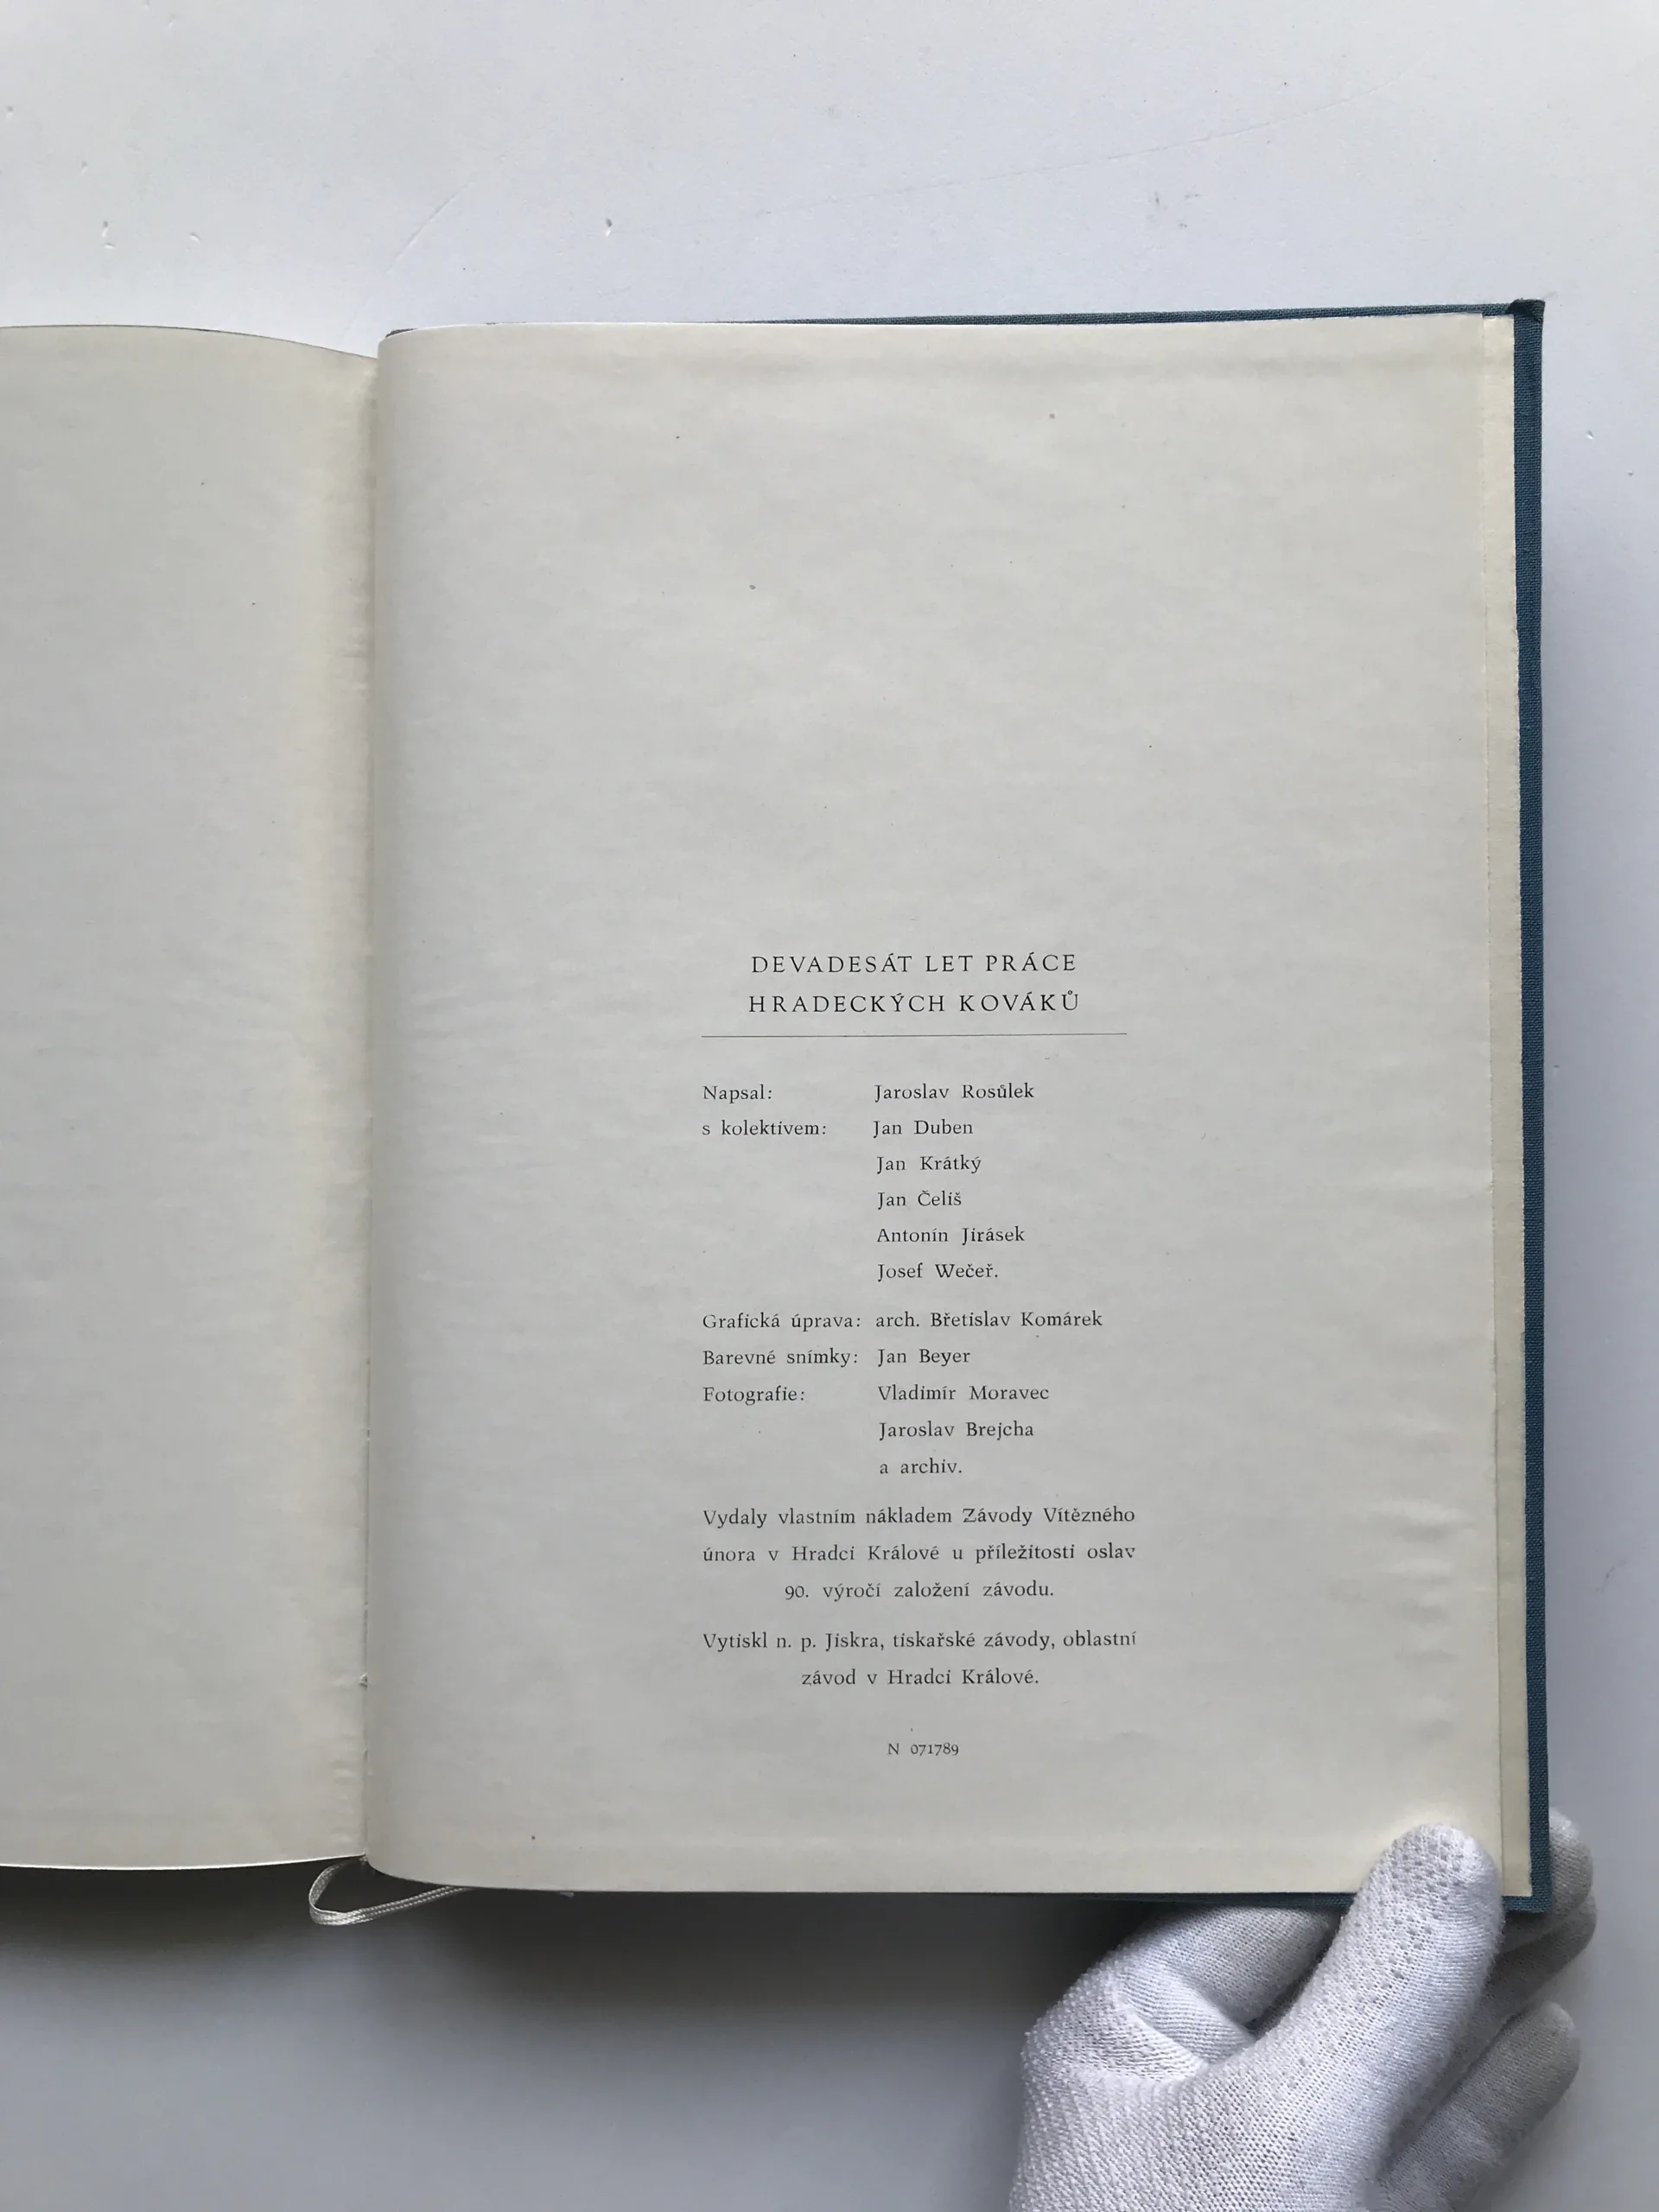 DEVADESÁT LET PRÁCE
HRADECKÝCH KOVÁKŮ
Napsal: Jaroslav Rosůlek
s kolektivem: Jan Duben
Jan Krátký
Jan Čeliš
Antonín Jirásek
Josef Wečeř.
Grafická úprava: arch. Břetislav Komárek
Barevné snímky: Jan Beyer
Fotografie: Vladimír Moravec
Jaroslav Brejcha
a archiv.
Vydaly vlastním nákladem Závody Vítězného
února v Hradci Králové u příležitosti oslav
90. výročí založení závodu.
Vytiskl n. p. Jiskra, tiskařské závody, oblastní
závod v Hradci Králové.
N 071789